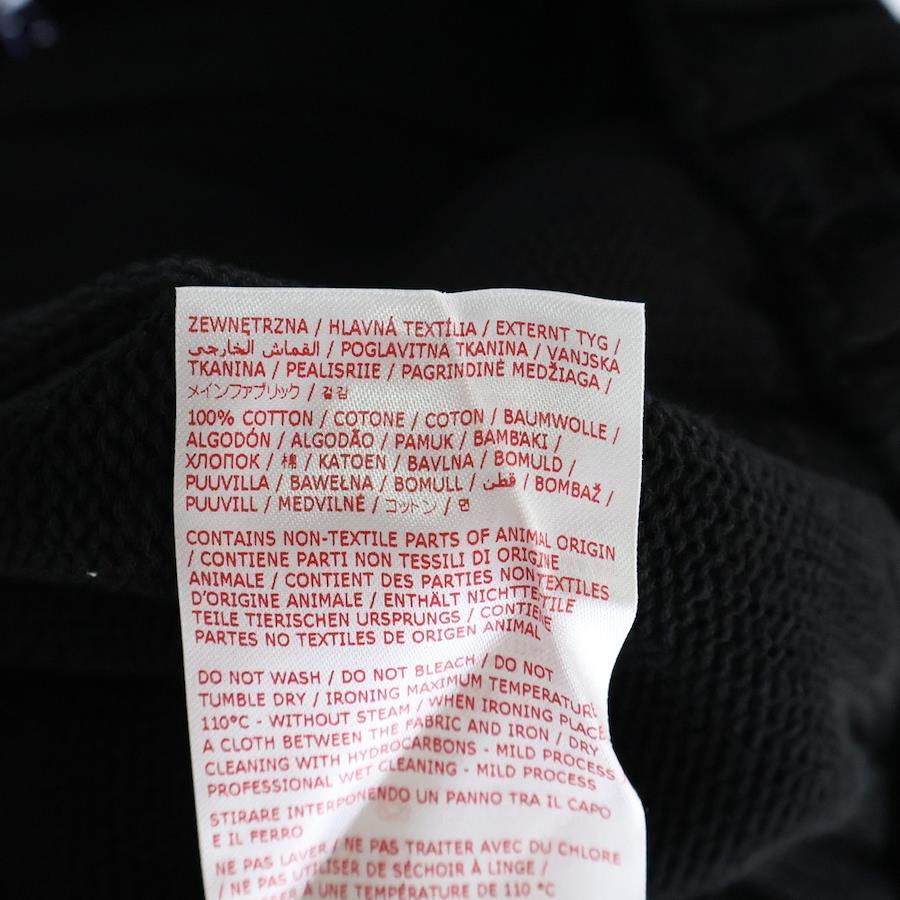 ZEWNĘTRZNA / HLAVNÁ TEXTÍLIA / EXTERNT TYG /
القماش الخارجي / POGLAVITNA TKANINA / VANJSKA
TKANINA / PEALISRIIE / PAGRINDINĖ MEDŽIAGA /
メインファブリック / 겉감
100% COTTON / COTONE / COTON / BAUMWOLLE /
ALGODÓN / ALGODÃO / PAMUK / ΒΑΜΒΑΚΙ /
ХЛОПОК / 棉 / KATOEN / BAVLNA / BOMULD /
PUUVILLA / BAWEŁNA / BOMULL / قطن / BOMBAŽ /
PUUVILL / MEDVILNĖ / コットン / 면
CONTAINS NON-TEXTILE PARTS OF ANIMAL ORIGIN
/ CONTIENE PARTI NON TESSILI DI ORIGINE
ANIMALE / CONTIENT DES PARTIES NON TEXTILES
D'ORIGINE ANIMALE / ENTHÄLT NICHTTEXTILE
TEILE TIERISCHEN URSPRUNGS / CONTIENE
PARTES NO TEXTILES DE ORIGEN ANIMAL
DO NOT WASH / DO NOT BLEACH / DO NOT
TUMBLE DRY / IRONING MAXIMUM TEMPERATURE
110°C - WITHOUT STEAM / WHEN IRONING PLACE
A CLOTH BETWEEN THE FABRIC AND IRON / DRY
CLEANING WITH HYDROCARBONS - MILD PROCESS /
PROFESSIONAL WET CLEANING - MILD PROCESS
STIRARE INTERPONENDO UN PANNO TRA IL CAPO
E IL FERRO
NE PAS LAVER / NE PAS TRAITER AVEC DU CHLORE
/ NE PAS UTILISER DE SÉCHOIR À LINGE /
À UNE TEMPÉRATURE DE 110 °C